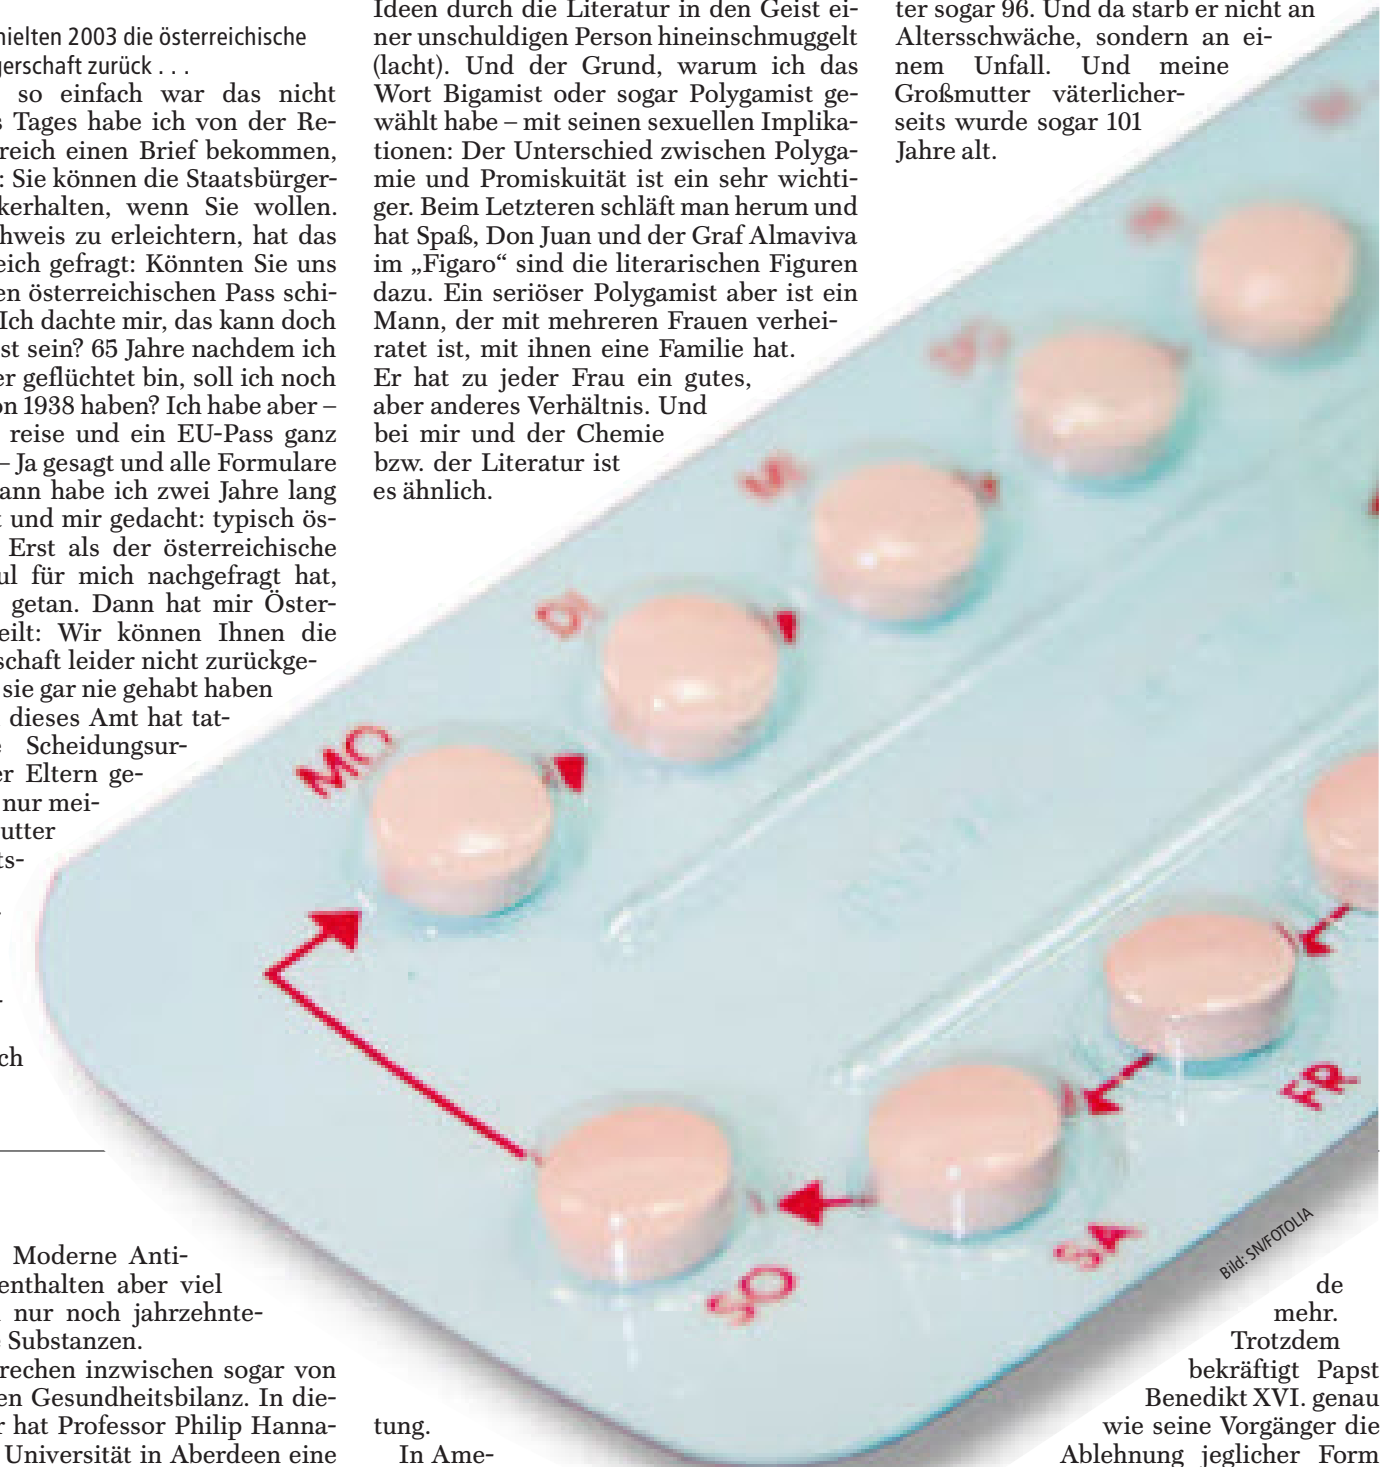 nielten 2003 die österreichische
gerschaft zurück . . .
so einfach war das nicht
s Tages habe ich von der Re-
reich einen Brief bekommen,
: Sie können die Staatsbürger-
kerhalten, wenn Sie wollen.
hweis zu erleichtern, hat das
eich gefragt: Könnten Sie uns
en österreichischen Pass schi-
Ich dachte mir, das kann doch
st sein? 65 Jahre nachdem ich
er geflüchtet bin, soll ich noch
on 1938 haben? Ich habe aber –
reise und ein EU-Pass ganz
– Ja gesagt und alle Formulare
ann habe ich zwei Jahre lang
t und mir gedacht: typisch ös-
Erst als der österreichische
ul für mich nachgefragt hat,
getan. Dann hat mir Öster-
eilt: Wir können Ihnen die
schaft leider nicht zurückge-
sie gar nie gehabt haben
dieses Amt hat tat-
e Scheidungsur-
er Eltern ge-
nur mei-
utter
ts-
ch
Moderne Anti-
enthalten aber viel
nur noch jahrzehnte-
e Substanzen.
rechen inzwischen sogar von
en Gesundheitsbilanz. In die-
r hat Professor Philip Hanna-
Universität in Aberdeen eine
Ideen durch die Literatur in den Geist ei-
ner unschuldigen Person hineinschmuggelt
(lacht). Und der Grund, warum ich das
Wort Bigamist oder sogar Polygamist ge-
wählt habe – mit seinen sexuellen Implika-
tionen: Der Unterschied zwischen Polyga-
mie und Promiskuität ist ein sehr wichti-
ger. Beim Letzteren schläft man herum und
hat Spaß, Don Juan und der Graf Almaviva
im „Figaro“ sind die literarischen Figuren
dazu. Ein seriöser Polygamist aber ist ein
Mann, der mit mehreren Frauen verhei-
ratet ist, mit ihnen eine Familie hat.
Er hat zu jeder Frau ein gutes,
aber anderes Verhältnis. Und
bei mir und der Chemie
bzw. der Literatur ist
es ähnlich.
tung.
In Ame-
ter sogar 96. Und da starb er nicht an
Altersschwäche, sondern an ei-
nem Unfall. Und meine
Großmutter väterlicher-
seits wurde sogar 101
Jahre alt.
MO
DI
MI
FR
SA
SO
Bild: SN/FOTOLIA
de
mehr.
Trotzdem
bekräftigt Papst
Benedikt XVI. genau
wie seine Vorgänger die
Ablehnung jeglicher Form